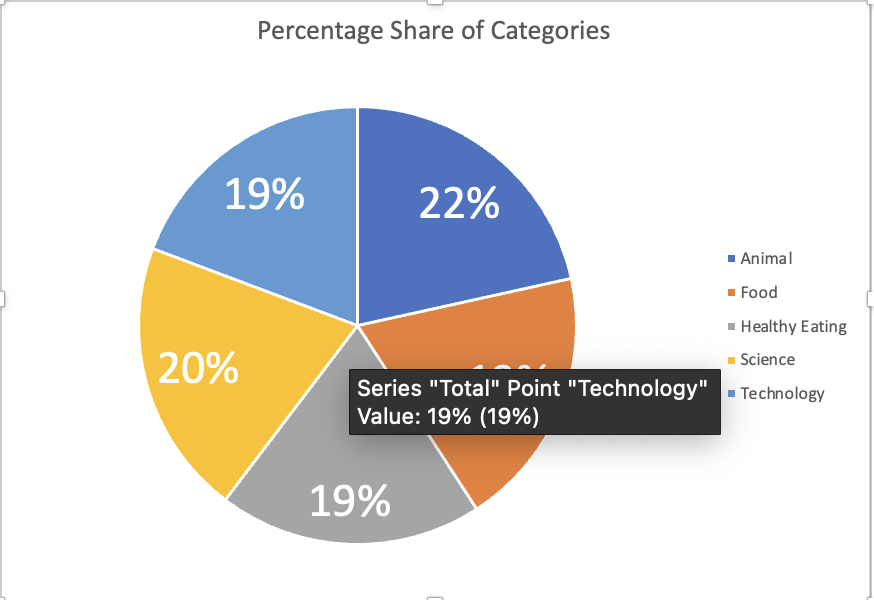 Percentage Share of Categories
19%
22%
Animal
Food
Healthy Eating
Science
Technology
20%
Series "Total" Point "Technology"
Value: 19% (19%)
19%